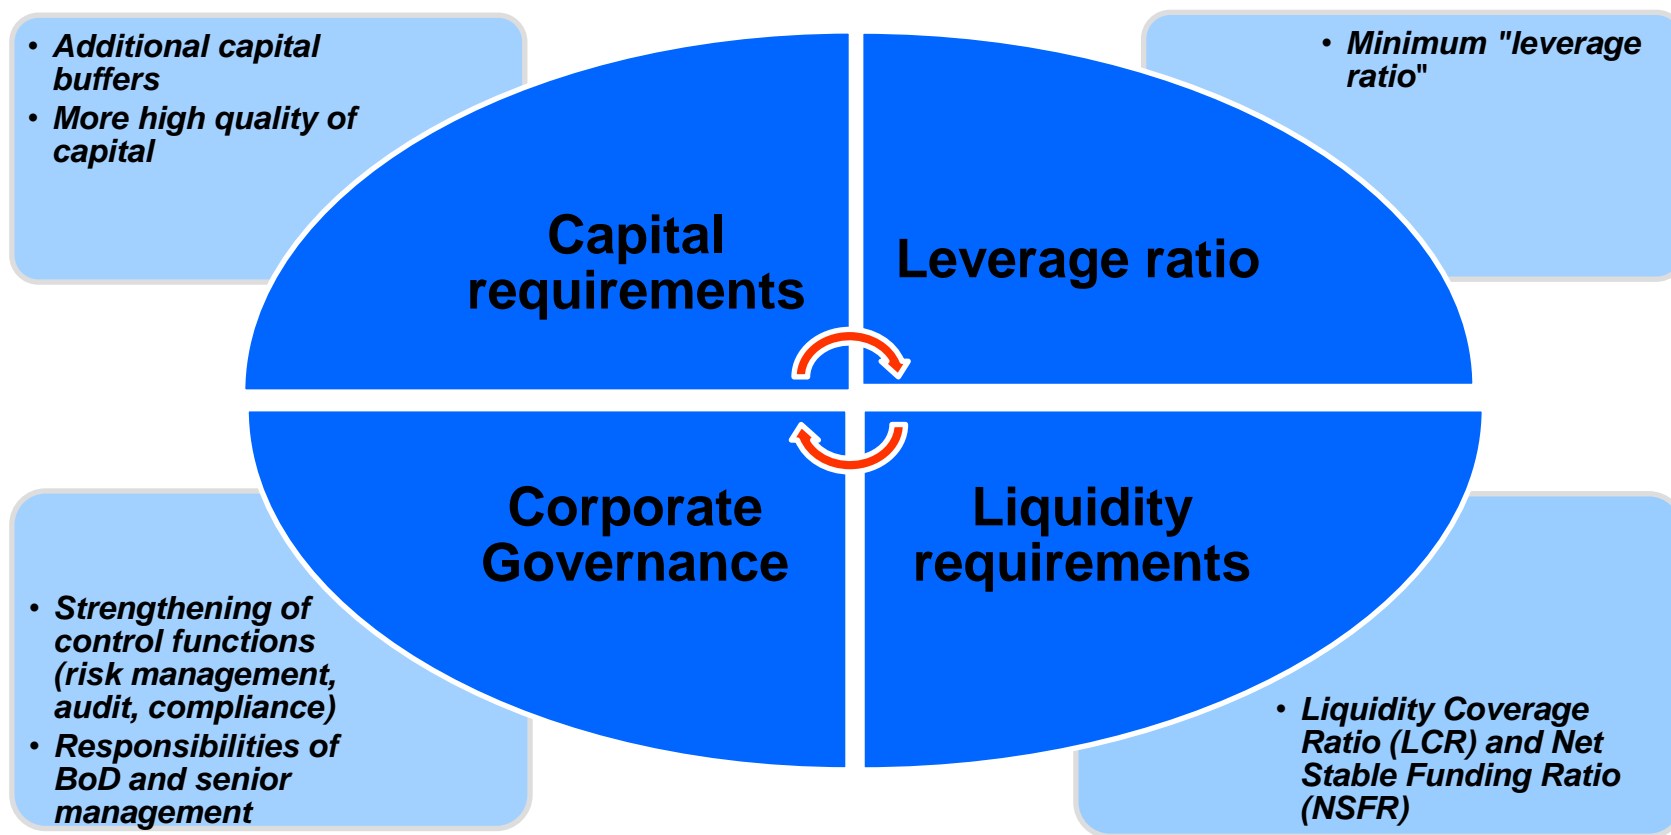 • Additional capital
buffers
• More high quality of
capital
• Minimum "leverage
ratio"
Capital
requirements
Leverage ratio
Corporate
Governance
Liquidity
requirements
• Strengthening of
control functions
(risk management,
audit, compliance)
• Responsibilities of
BoD and senior
management
• Liquidity Coverage
Ratio (LCR) and Net
Stable Funding Ratio
(NSFR)